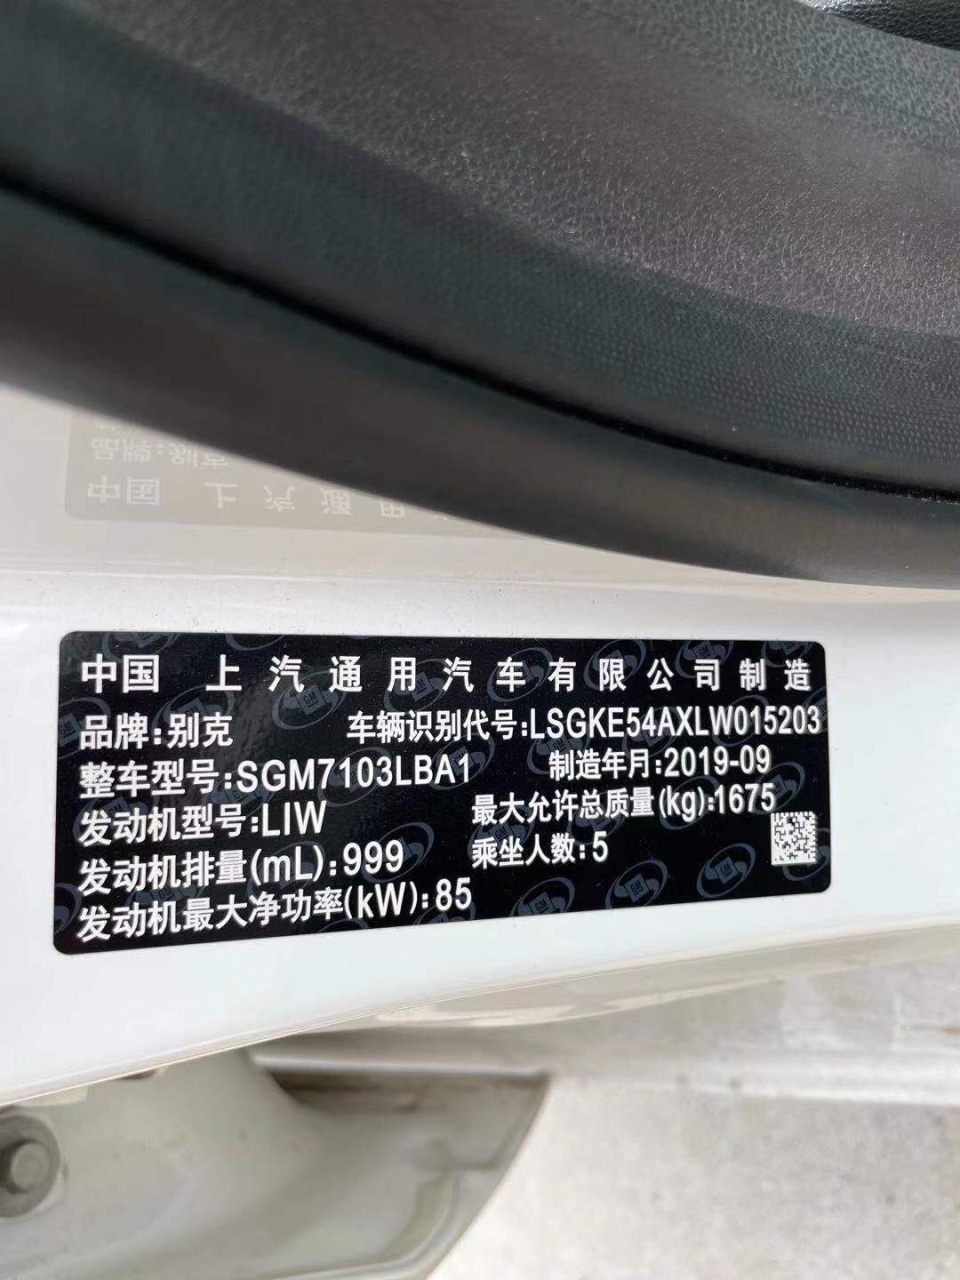 中国 上汽通用汽车有限公司制造
品牌:别克 车辆识别代号:LSGKE54AXLW015203
整车型号:SGM7103LBA1 制造年月:2019-09
发动机型号:LIW 最大允许总质量(kg):1675
发动机排量(mL):999 乘坐人数:5
发动机最大净功率(kW):85